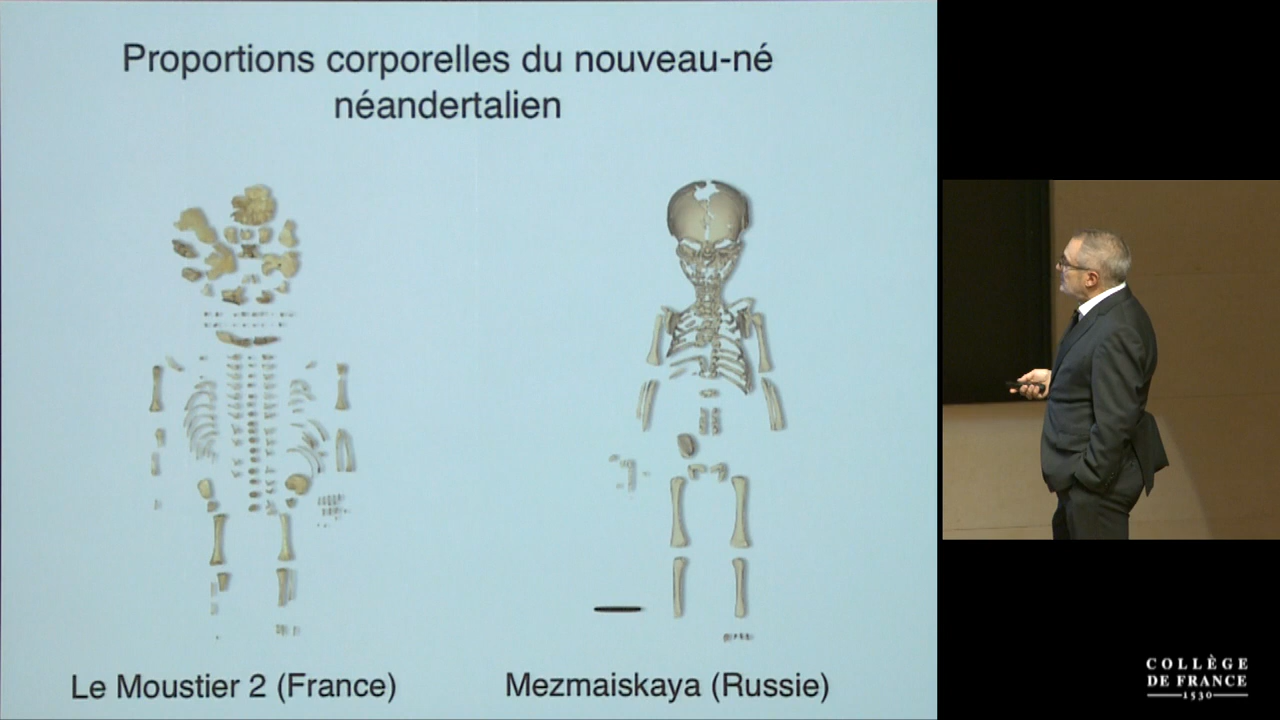 Proportions corporelles du nouveau-né
néandertalien
Le Moustier 2 (France)
Mezmaiskaya (Russie)
COLLÈGE
DE FRANCE
1530